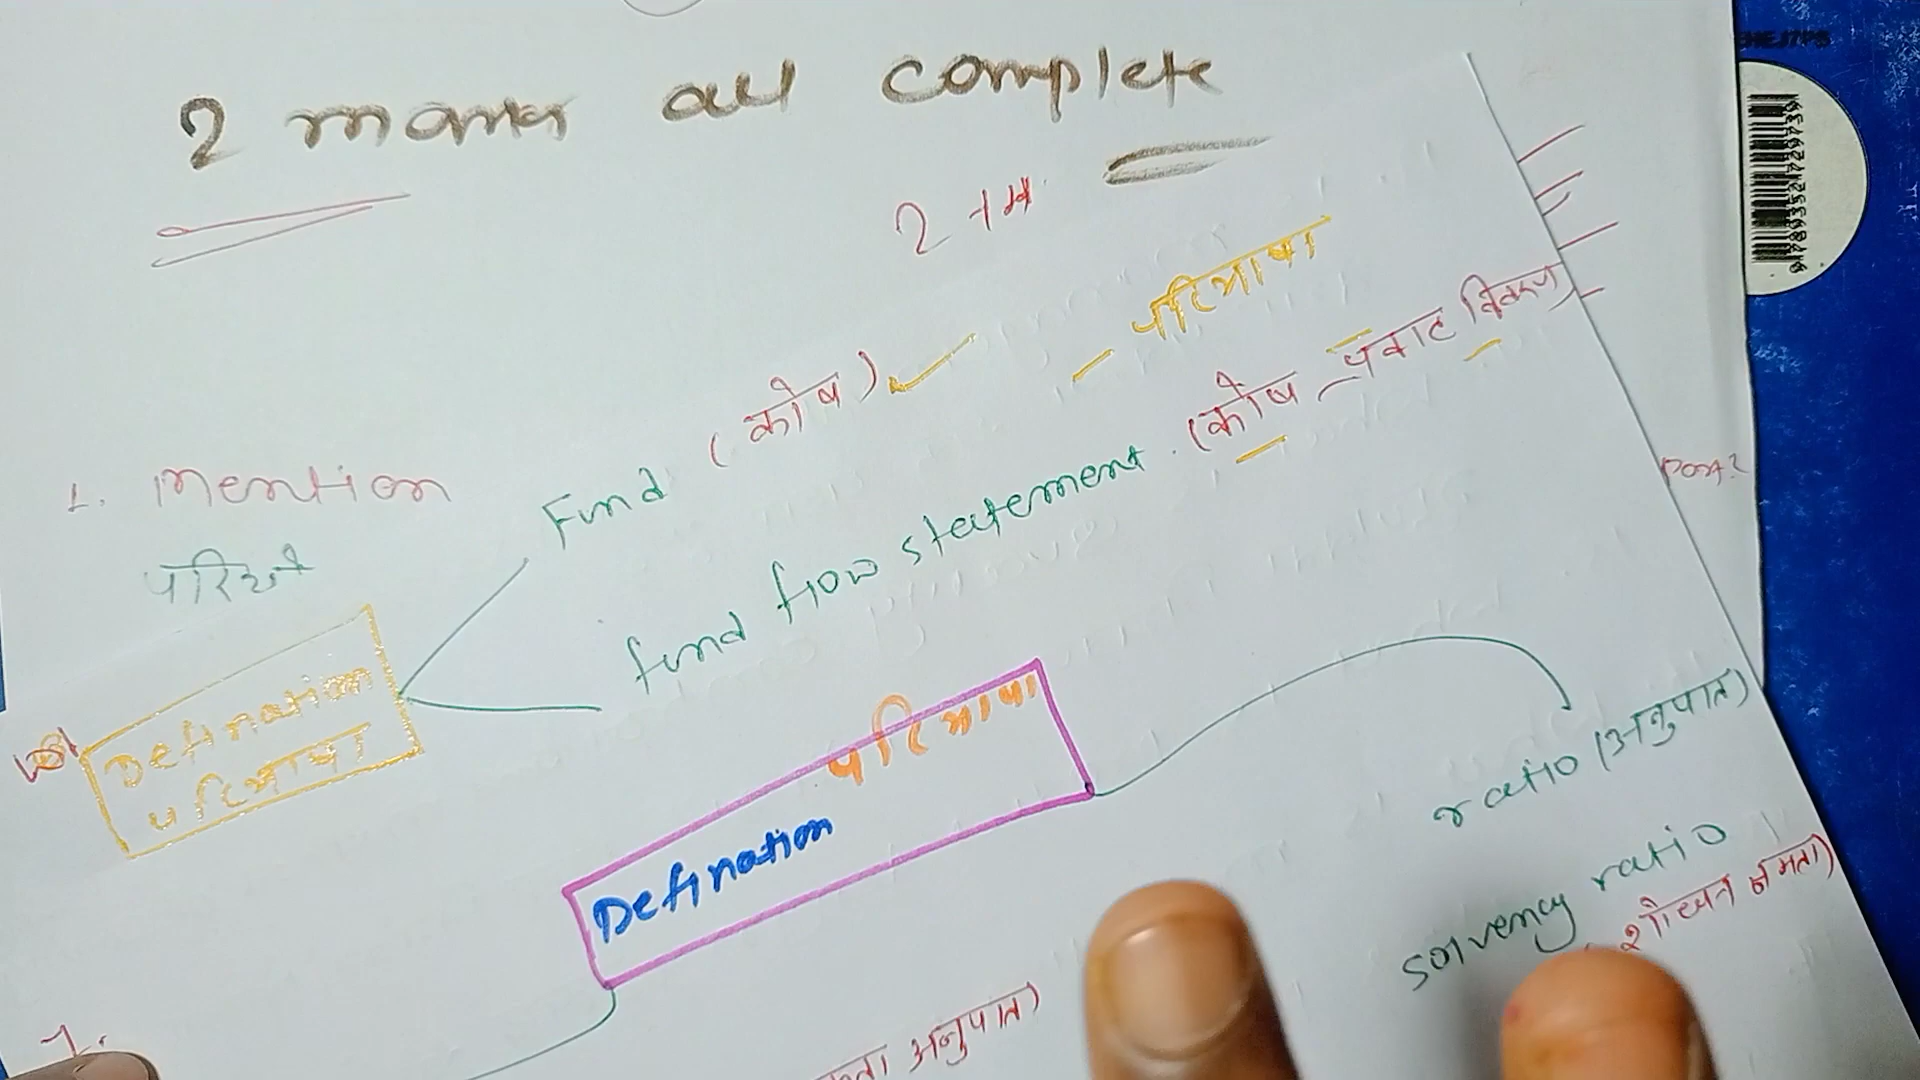 2 marks all complete
2 +M
1. Mention
परिचय
Fund (कोष)
- परिभाषा
fund flow statement. (कोष - प्रवाह विवरण)
Defination
परिभाषा
Defination परिभाषा
ratio (अनुपात)
solvency ratio
शोधन क्षमता)
अनुपात)
1.